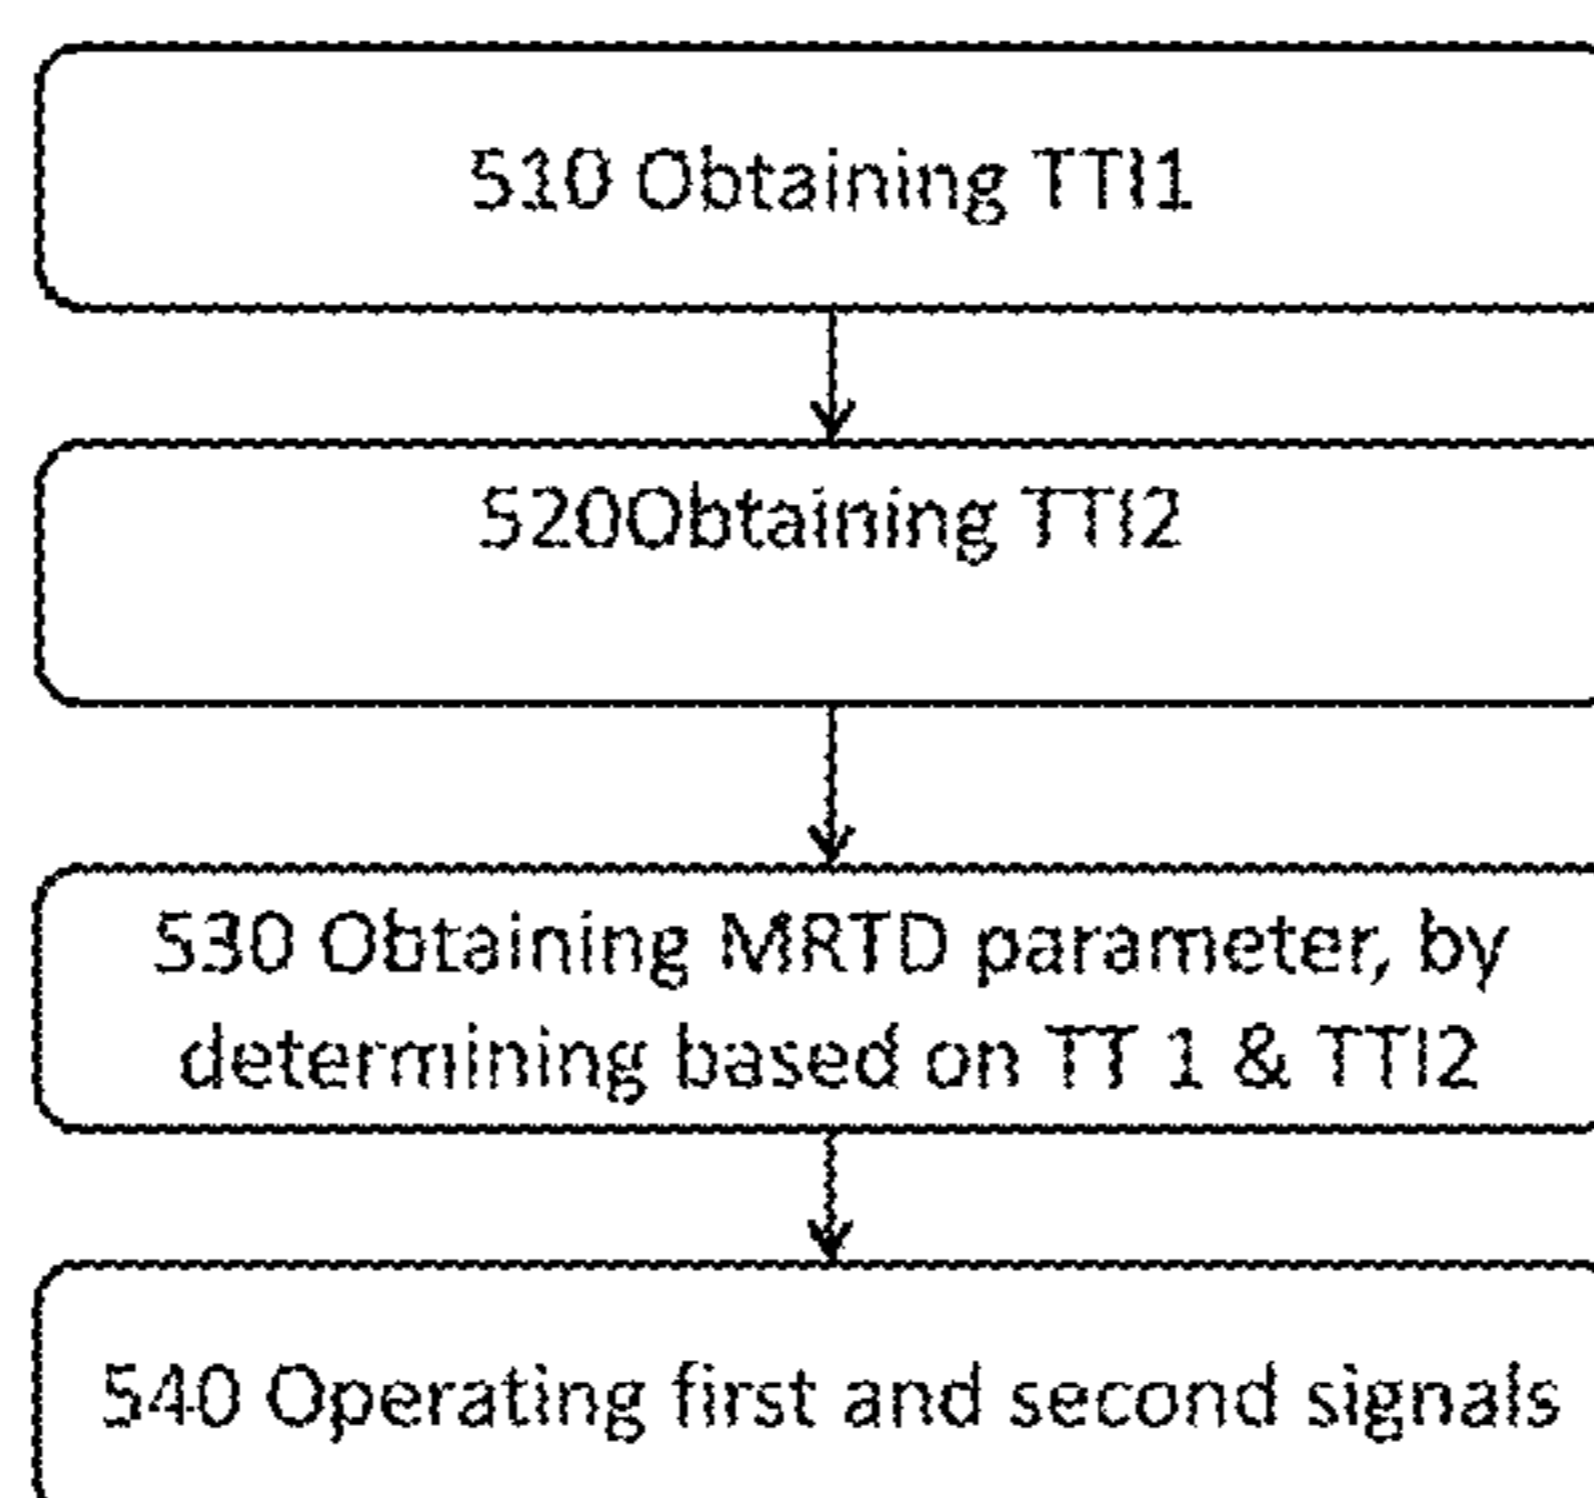 510 Obtaining TTI1
520Obtaining TTI2
530 Obtaining MRTD parameter, by
determining based on TT 1 & TTI2
540 Operating first and second signals